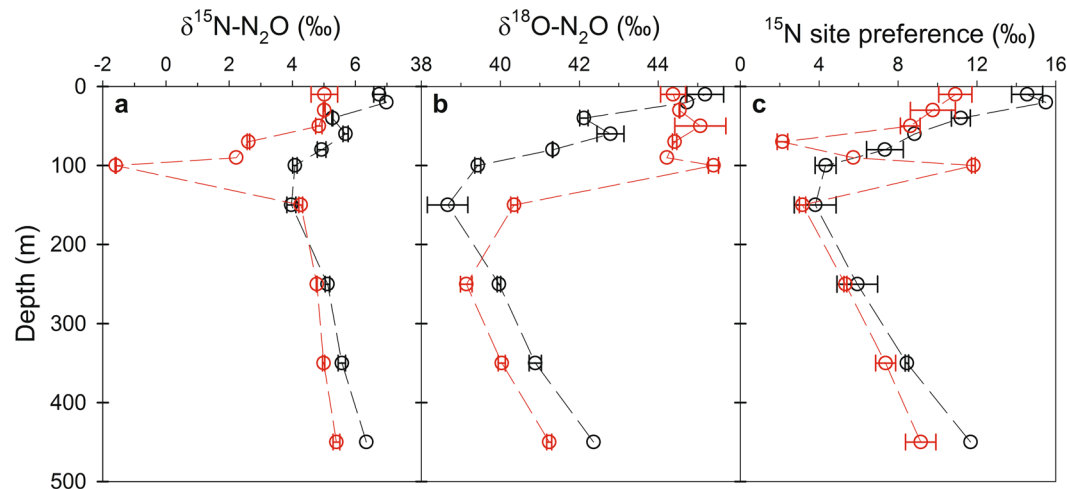 δ¹⁵N-N₂O (‰)
δ¹⁸O-N₂O (‰)
¹⁵N site preference (‰)
-2 0 2 4 6 38 40 42 44 46 0 4 8 12 16
0
a
b
c
100
200
300
400
500
Depth (m)